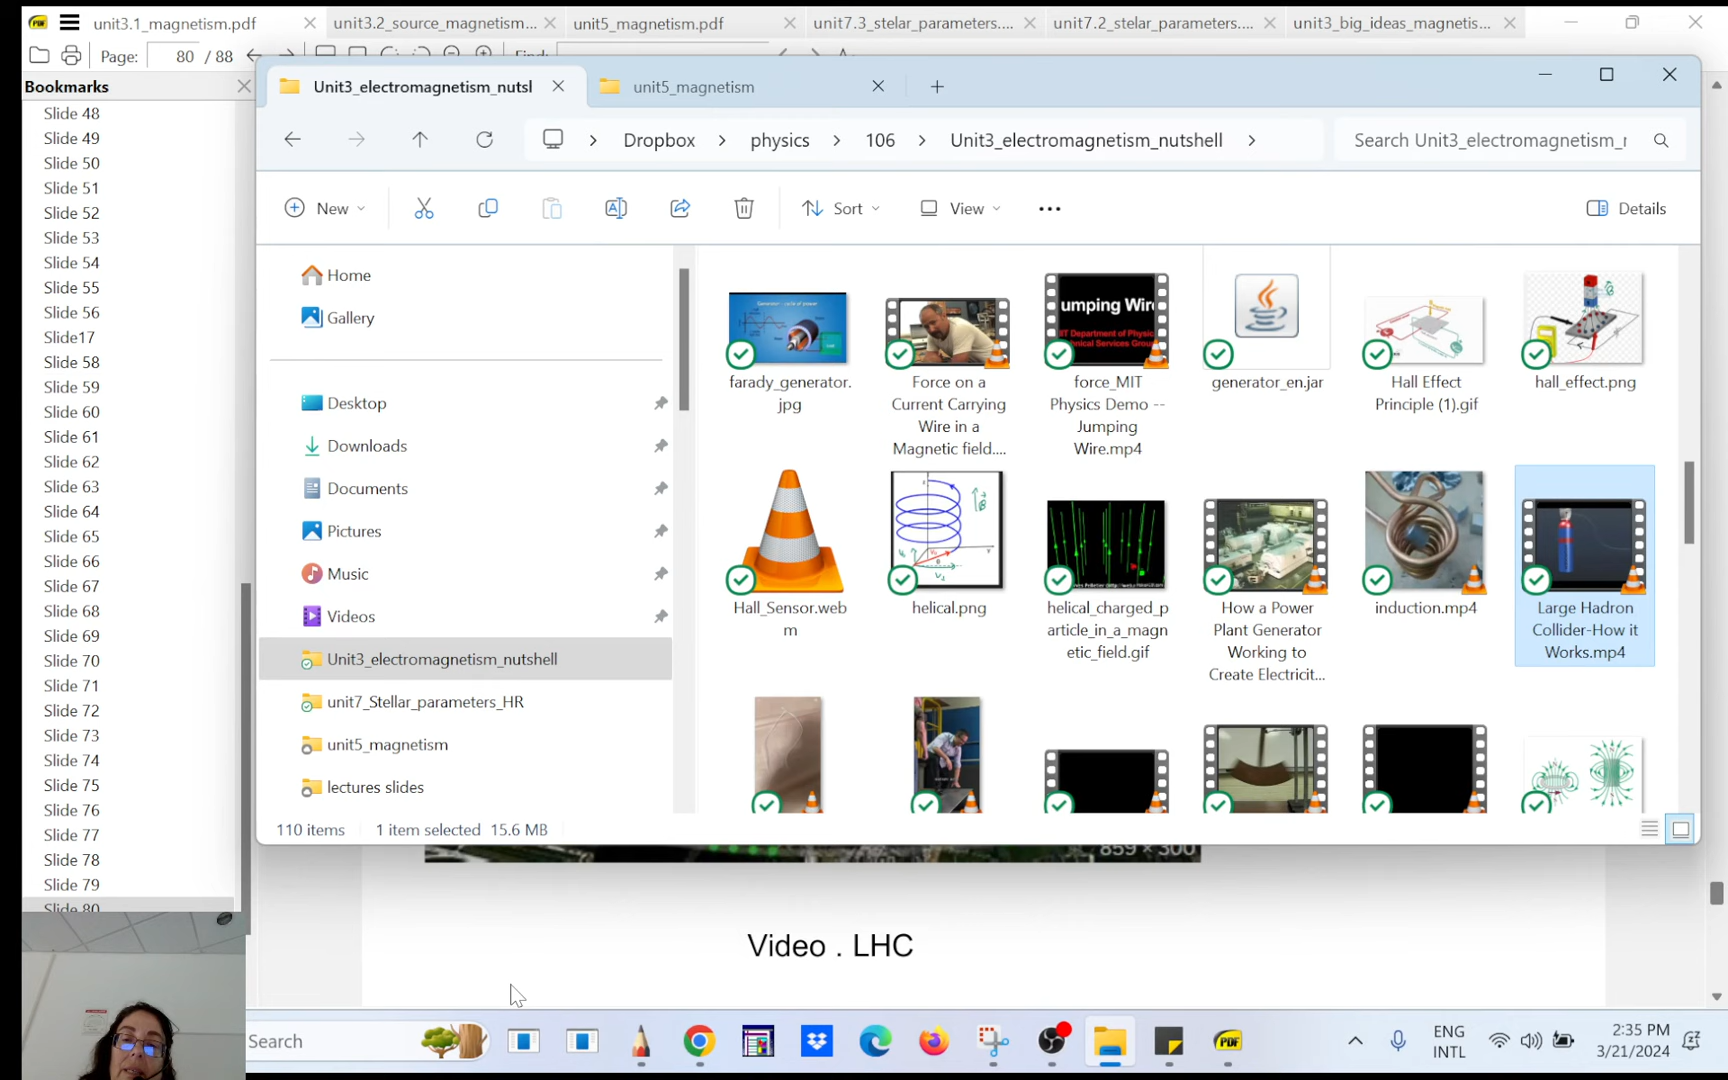 unit3.1_magnetism.pdf
unit3.2_source_magnetism...
unit5_magnetism.pdf
unit7.3_stelar_parameters....
unit7.2_stelar_parameters....
unit3_big_ideas_magnetis...
Page: 80 / 88
Find:
Bookmarks
Slide 48
Slide 49
Slide 50
Slide 51
Slide 52
Slide 53
Slide 54
Slide 55
Slide 56
Slide17
Slide 58
Slide 59
Slide 60
Slide 61
Slide 62
Slide 63
Slide 64
Slide 65
Slide 66
Slide 67
Slide 68
Slide 69
Slide 70
Slide 71
Slide 72
Slide 73
Slide 74
Slide 75
Slide 76
Slide 77
Slide 78
Slide 79
Slide 80
Unit3_electromagnetism_nutsl
unit5_magnetism
Dropbox
physics
106
Unit3_electromagnetism_nutshell
Search Unit3_electromagnetism_r
New
Sort
View
Details
Home
Gallery
Desktop
Downloads
Documents
Pictures
Music
Videos
Unit3_electromagnetism_nutshell
unit7_Stellar_parameters_HR
unit5_magnetism
lectures slides
umping Wire
farady_generator.
jpg
Force on a
Current Carrying
Wire in a
Magnetic field....
force_MIT
Physics Demo --
Jumping
Wire.mp4
generator_en.jar
Hall Effect
Principle (1).gif
hall_effect.png
Hall_Sensor.web
m
helical.png
helical_charged_p
article_in_a_magn
etic_field.gif
How a Power
Plant Generator
Working to
Create Electricit...
induction.mp4
Large Hadron
Collider-How it
Works.mp4
110 items
1 item selected 15.6 MB
859 × 300
Video . LHC
Search
ENG
INTL
2:35 PM
3/21/2024